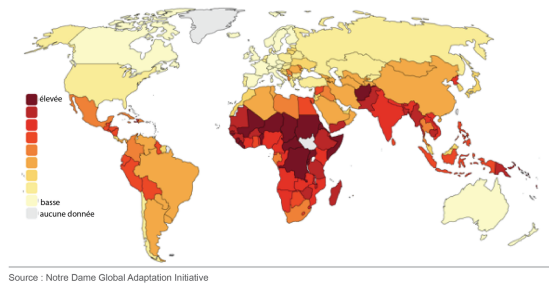 élevée
basse
aucune donnée
Source : Notre Dame Global Adaptation Initiative